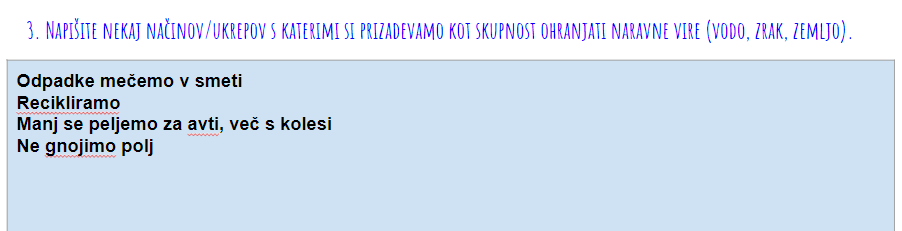 3. Napišite nekaj načinov/ukrepov s katerimi si prizadevamo kot skupnost ohranjati naravne vire (vodo, zrak, zemljo).
Odpadke mečemo v smeti
Recikliramo
Manj se peljemo za avti, več s kolesi
Ne gnojimo polj